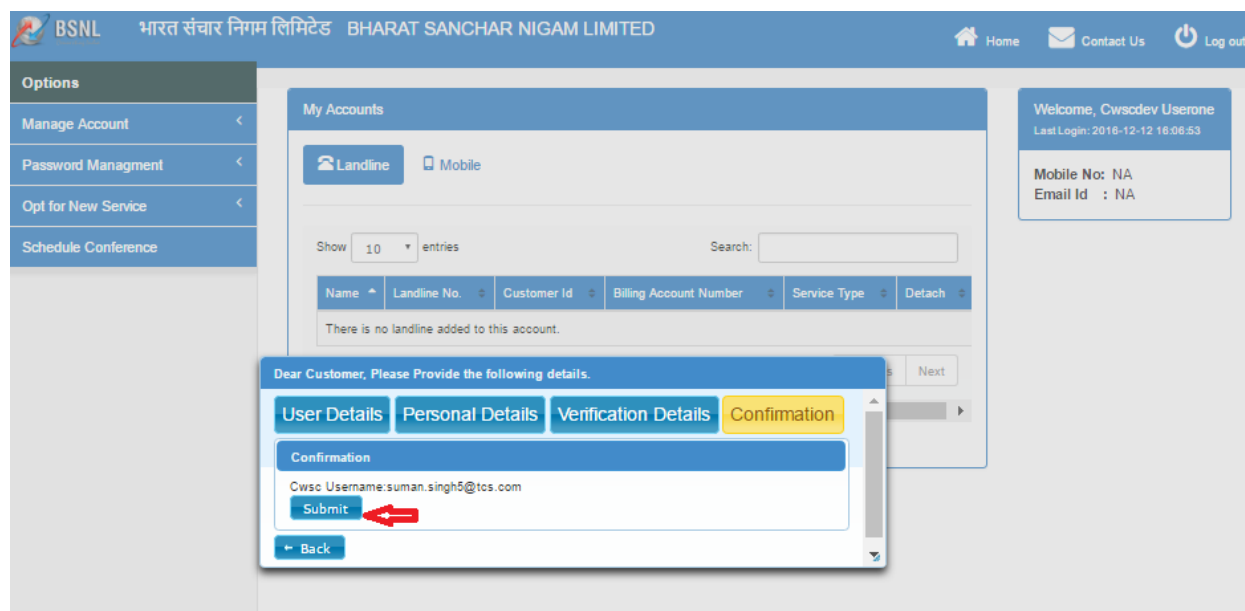 BSNL भारत संचार निगम लिमिटेड BHARAT SANCHAR NIGAM LIMITED
Home Contact Us Log out
Options
Manage Account
Password Managment
Opt for New Service
Schedule Conference
My Accounts
Landline Mobile
Show 10 entries Search:
Name Landline No. Customer Id Billing Account Number Service Type Detach
There is no landline added to this account.
Next
Welcome, Cwscdev Userone
Last Login: 2016-12-12 16:06:53
Mobile No: NA
Email Id : NA
Dear Customer, Please Provide the following details.
User Details Personal Details Verification Details Confirmation
Confirmation
Cwsc Username:suman.singh5@tcs.com
Submit
Back